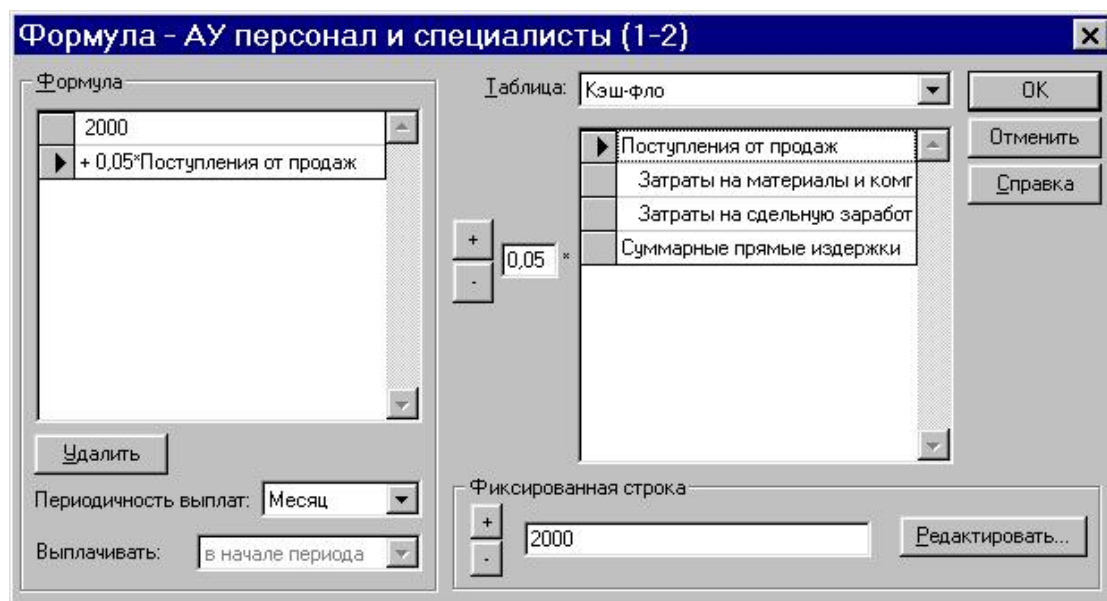 Формула - АУ персонал и специалисты (1-2)
Формула
2000
+ 0,05*Поступления от продаж
Удалить
Периодичность выплат: Месяц
Выплачивать: в начале периода
Таблица: Кэш-фло
Поступления от продаж
Затраты на материалы и комг
Затраты на сдельную заработ
Суммарные прямые издержки
+
0,05 *
-
Фиксированная строка
+
2000
-
Редактировать...
OK
Отменить
Справка